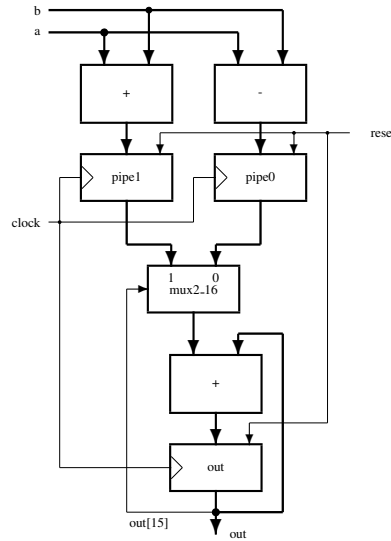 b
a
+ -
rese
pipe1 pipe0
clock
1 0
mux2_16
+
out
out[15]
out